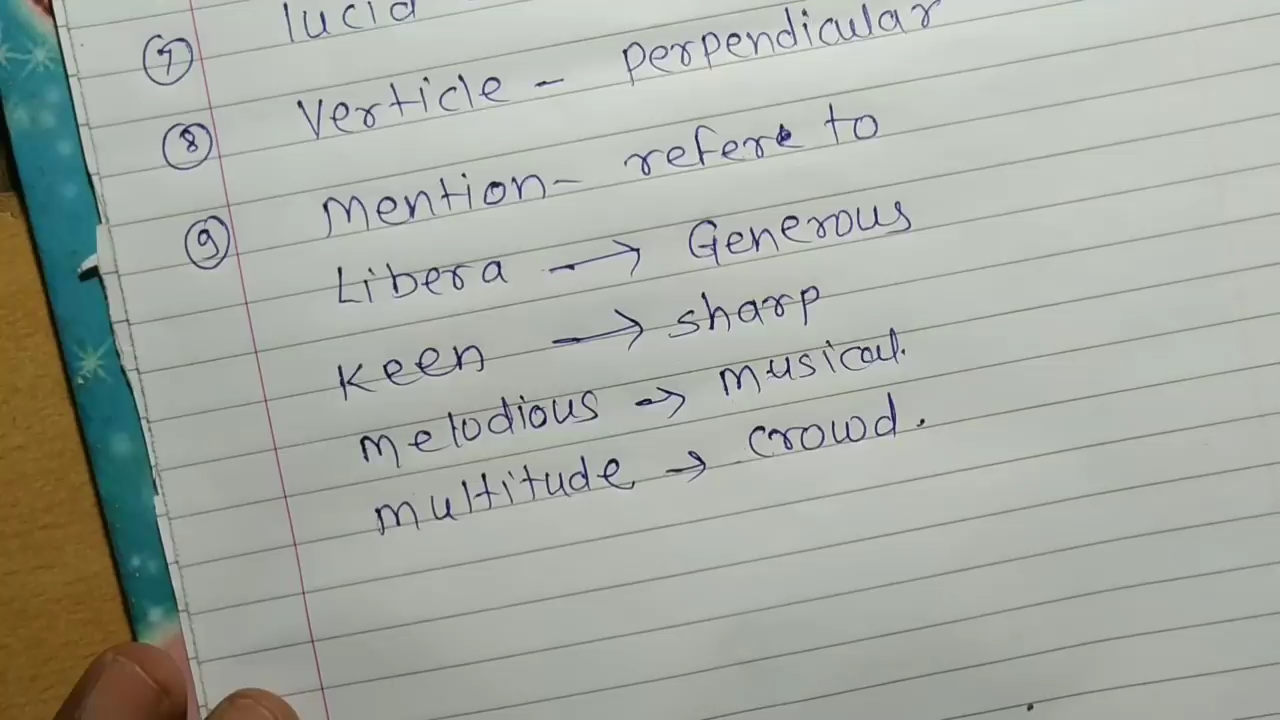 ⑦ lucid
⑧ Verticle - perpendicular
⑨ Mention - refere to
Libera → Generous
Keen → sharp
Melodious → musical.
multitude → crowd.